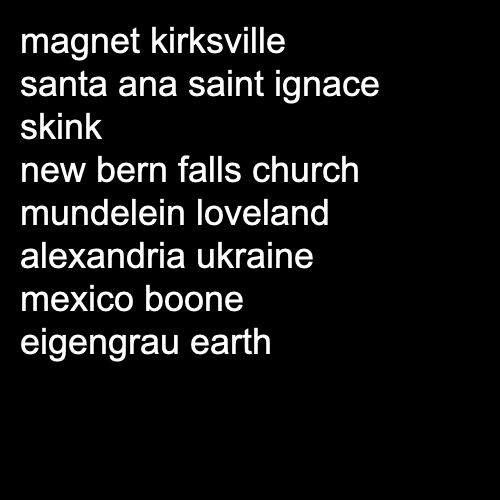 magnet kirksville
santa ana saint ignace
skink
new bern falls church
mundelein loveland
alexandria ukraine
mexico boone
eigengrau earth